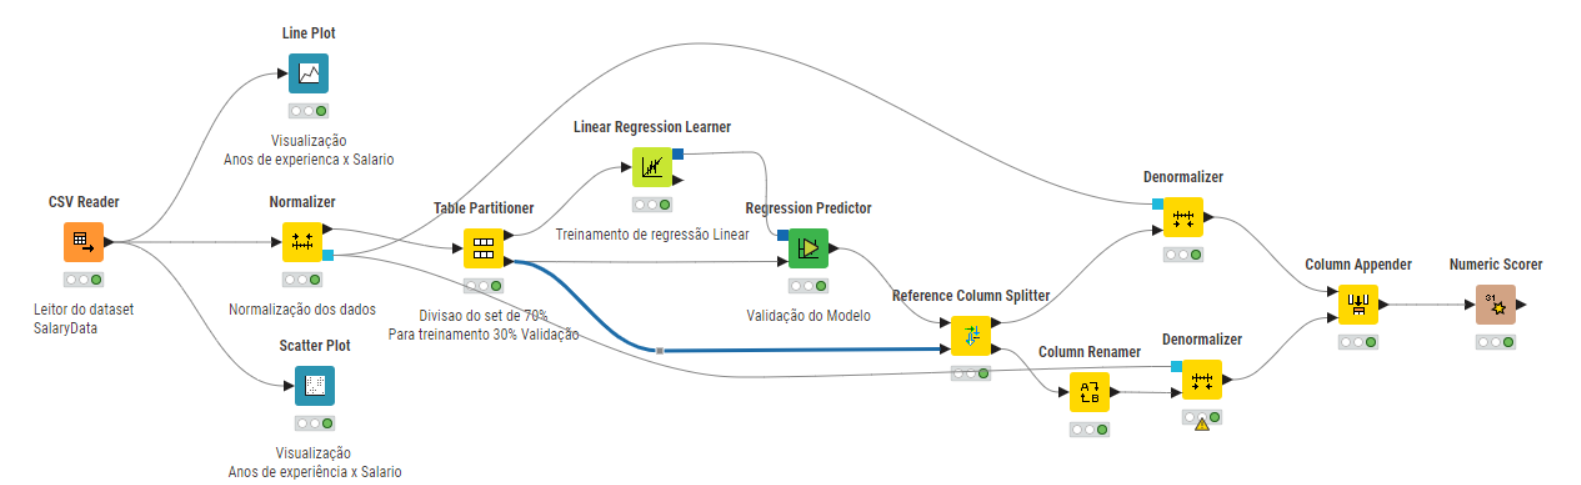 Line Plot
Visualização
Anos de experienca x Salario
CSV Reader
Leitor do dataset
SalaryData
Normalizer
Normalização dos dados
Scatter Plot
Visualização
Anos de experiência x Salario
Table Partitioner
Divisao do set de 70%
Para treinamento 30% Validação
Linear Regression Learner
Treinamento de regressão Linear
Regression Predictor
Validação do Modelo
Reference Column Splitter
Column Renamer
A
B
Denormalizer
Denormalizer
Column Appender
Numeric Scorer